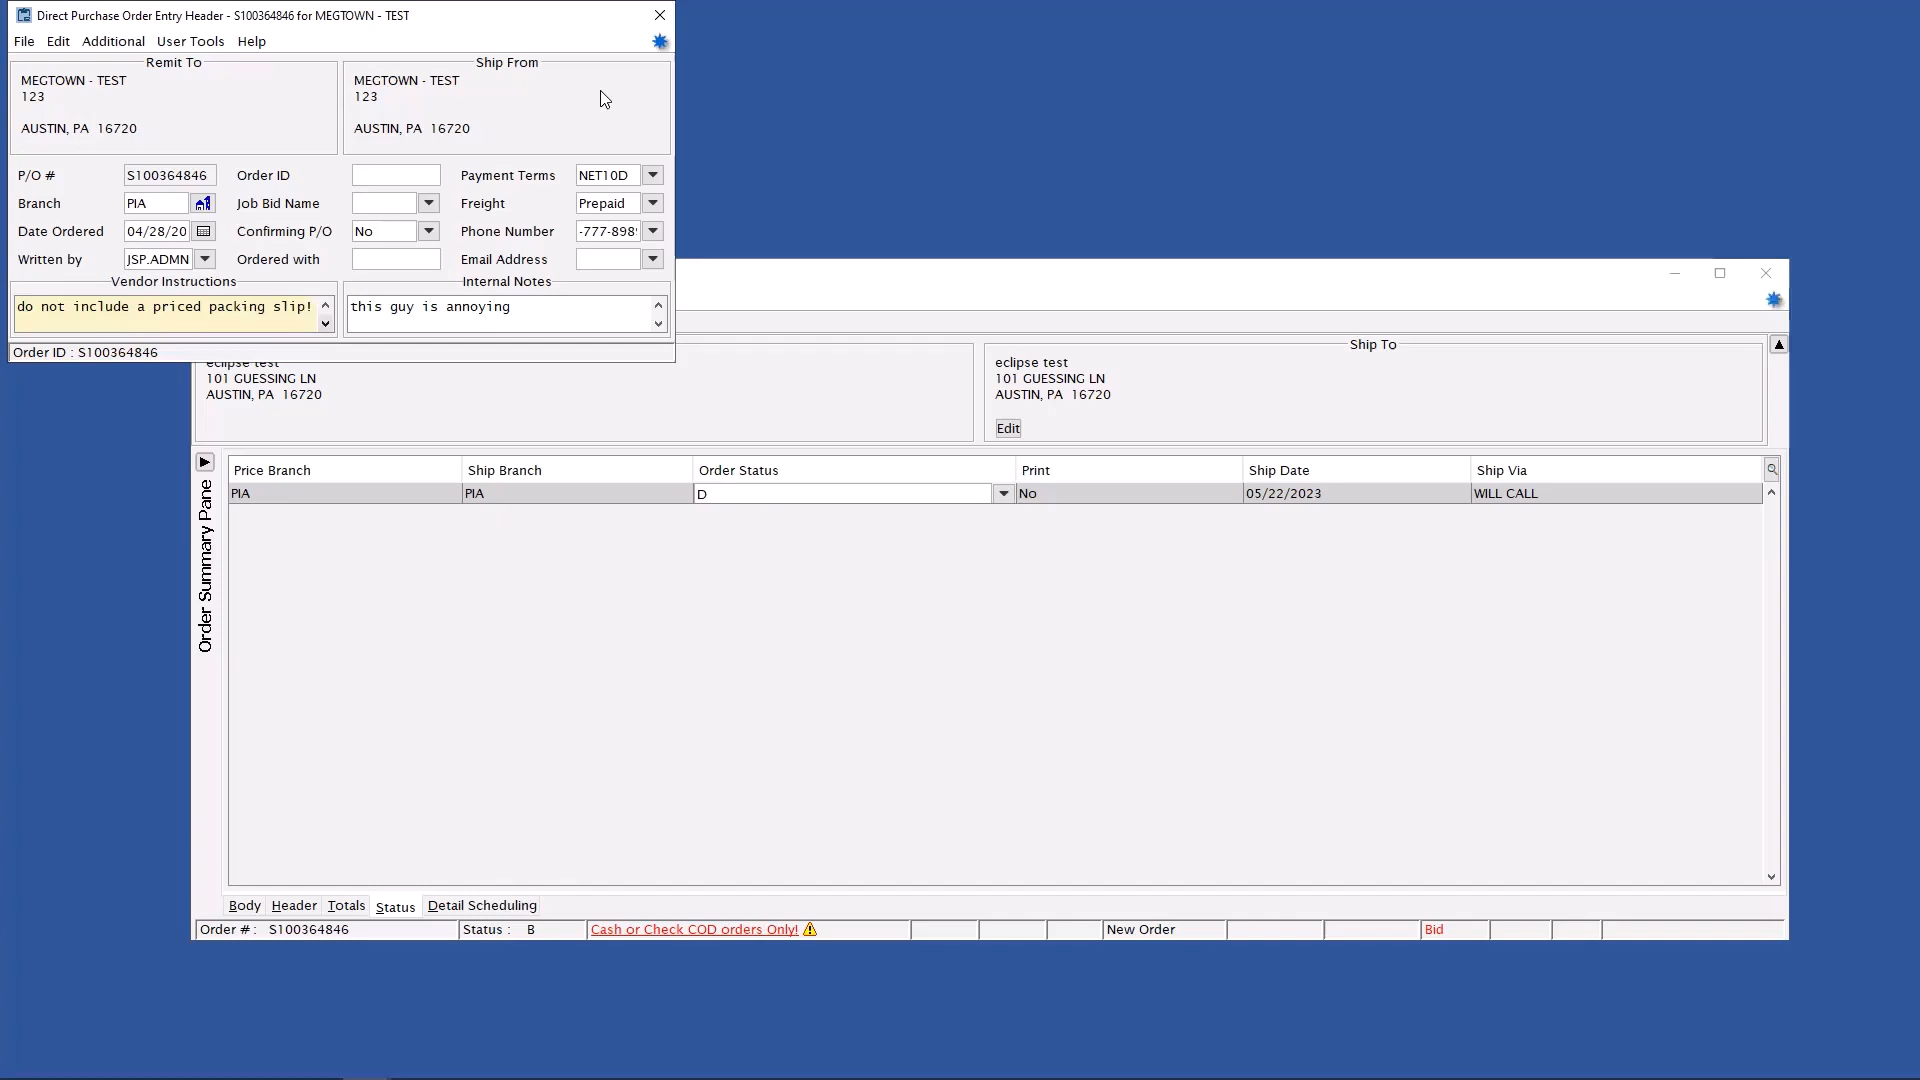 Direct Purchase Order Entry Header - S100364846 for MEGTOWN - TEST
File Edit Additional User Tools Help
Remit To
MEGTOWN - TEST
123
AUSTIN, PA 16720
Ship From
MEGTOWN - TEST
123
AUSTIN, PA 16720
P/O # S100364846 Order ID Payment Terms NET10D
Branch PIA Job Bid Name Freight Prepaid
Date Ordered 04/28/20 Confirming P/O No Phone Number -777-898
Written by JSP.ADMN Ordered with Email Address
Vendor Instructions
do not include a priced packing slip!
Internal Notes
this guy is annoying
Order ID : S100364846
eclipse test
101 GUESSING LN
AUSTIN, PA 16720
Ship To
eclipse test
101 GUESSING LN
AUSTIN, PA 16720
Edit
Order Summary Pane
Price Branch Ship Branch Order Status Print Ship Date Ship Via
PIA PIA D No 05/22/2023 WILL CALL
Body Header Totals Status Detail Scheduling
Order # : S100364846 Status : B Cash or Check COD orders Only! New Order Bid